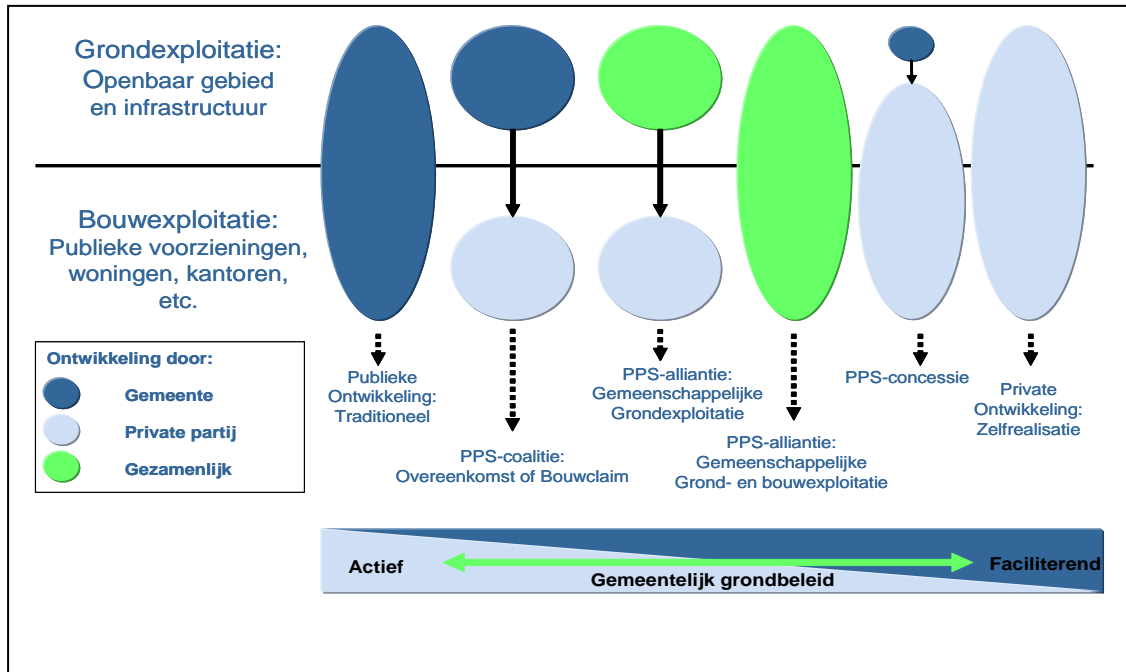 Grondexploitatie:
Openbaar gebied
en infrastructuur
Bouwexploitatie:
Publieke voorzieningen,
woningen, kantoren,
etc.
Ontwikkeling door:
Gemeente
Private partij
Gezamenlijk
Publieke
Ontwikkeling:
Traditioneel
PPS-coalitie:
Overeenkomst of Bouwclaim
PPS-alliantie:
Gemeenschappelijke
Grondexploitatie
PPS-alliantie:
Gemeenschappelijke
Grond- en bouwexploitatie
PPS-concessie
Private
Ontwikkeling:
Zelfrealisatie
Actief
Gemeentelijk grondbeleid
Faciliterend